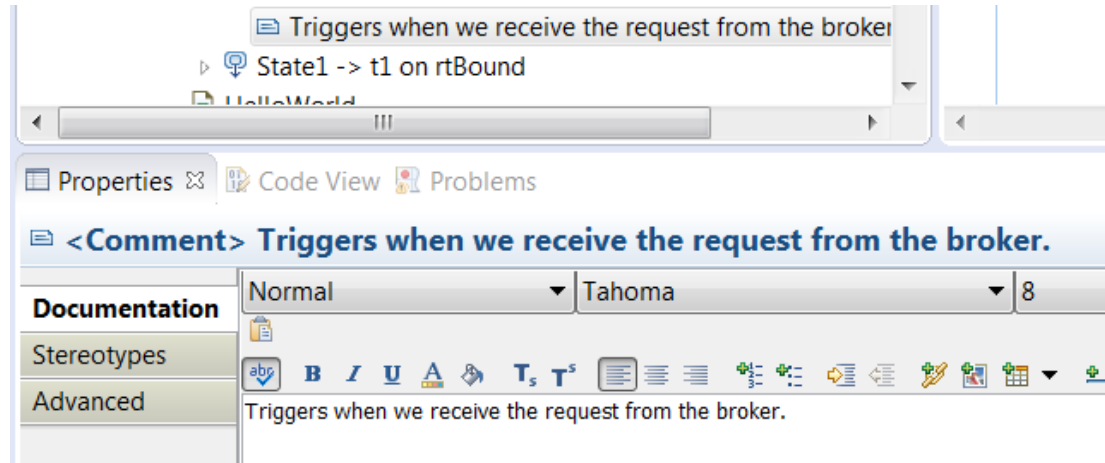 Triggers when we receive the request from the broker
State1 -> t1 on rtBound
HelloWorld
Properties Code View Problems
<Comment> Triggers when we receive the request from the broker.
Documentation
Normal Tahoma 8
Stereotypes
Advanced
Triggers when we receive the request from the broker.